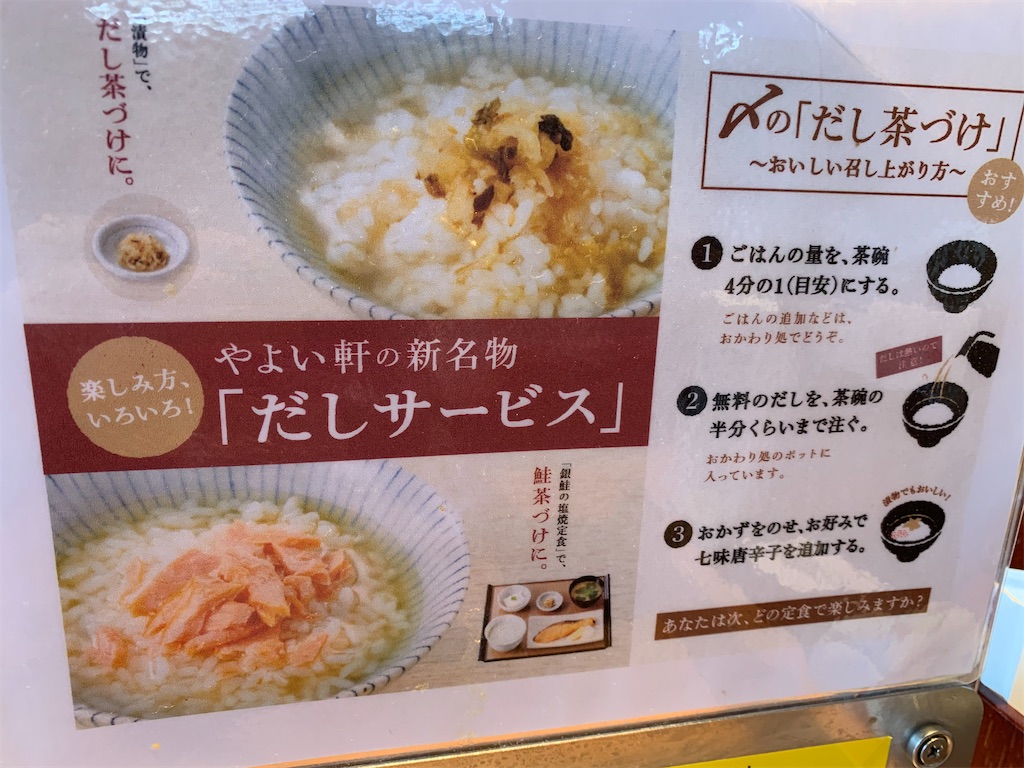 「漬物」で、
だし茶づけに。
楽しみ方、
いろいろ!
やよい軒の新名物
「だしサービス」
「銀鮭の塩焼定食」で、
鮭茶づけに。
〆の「だし茶づけ」
〜おいしい召し上がり方〜
おす
すめ!
1 ごはんの量を、茶碗
4分の1(目安)にする。
ごはんの追加などは、
おかわり処でどうぞ。
だしは熱いので
注意!
2 無料のだしを、茶碗の
半分くらいまで注ぐ。
おかわり処のポットに
入っています。
漬物でもおいしい!
3 おかずをのせ、お好みで
七味唐辛子を追加する。
あなたは次、どの定食で楽しみますか?